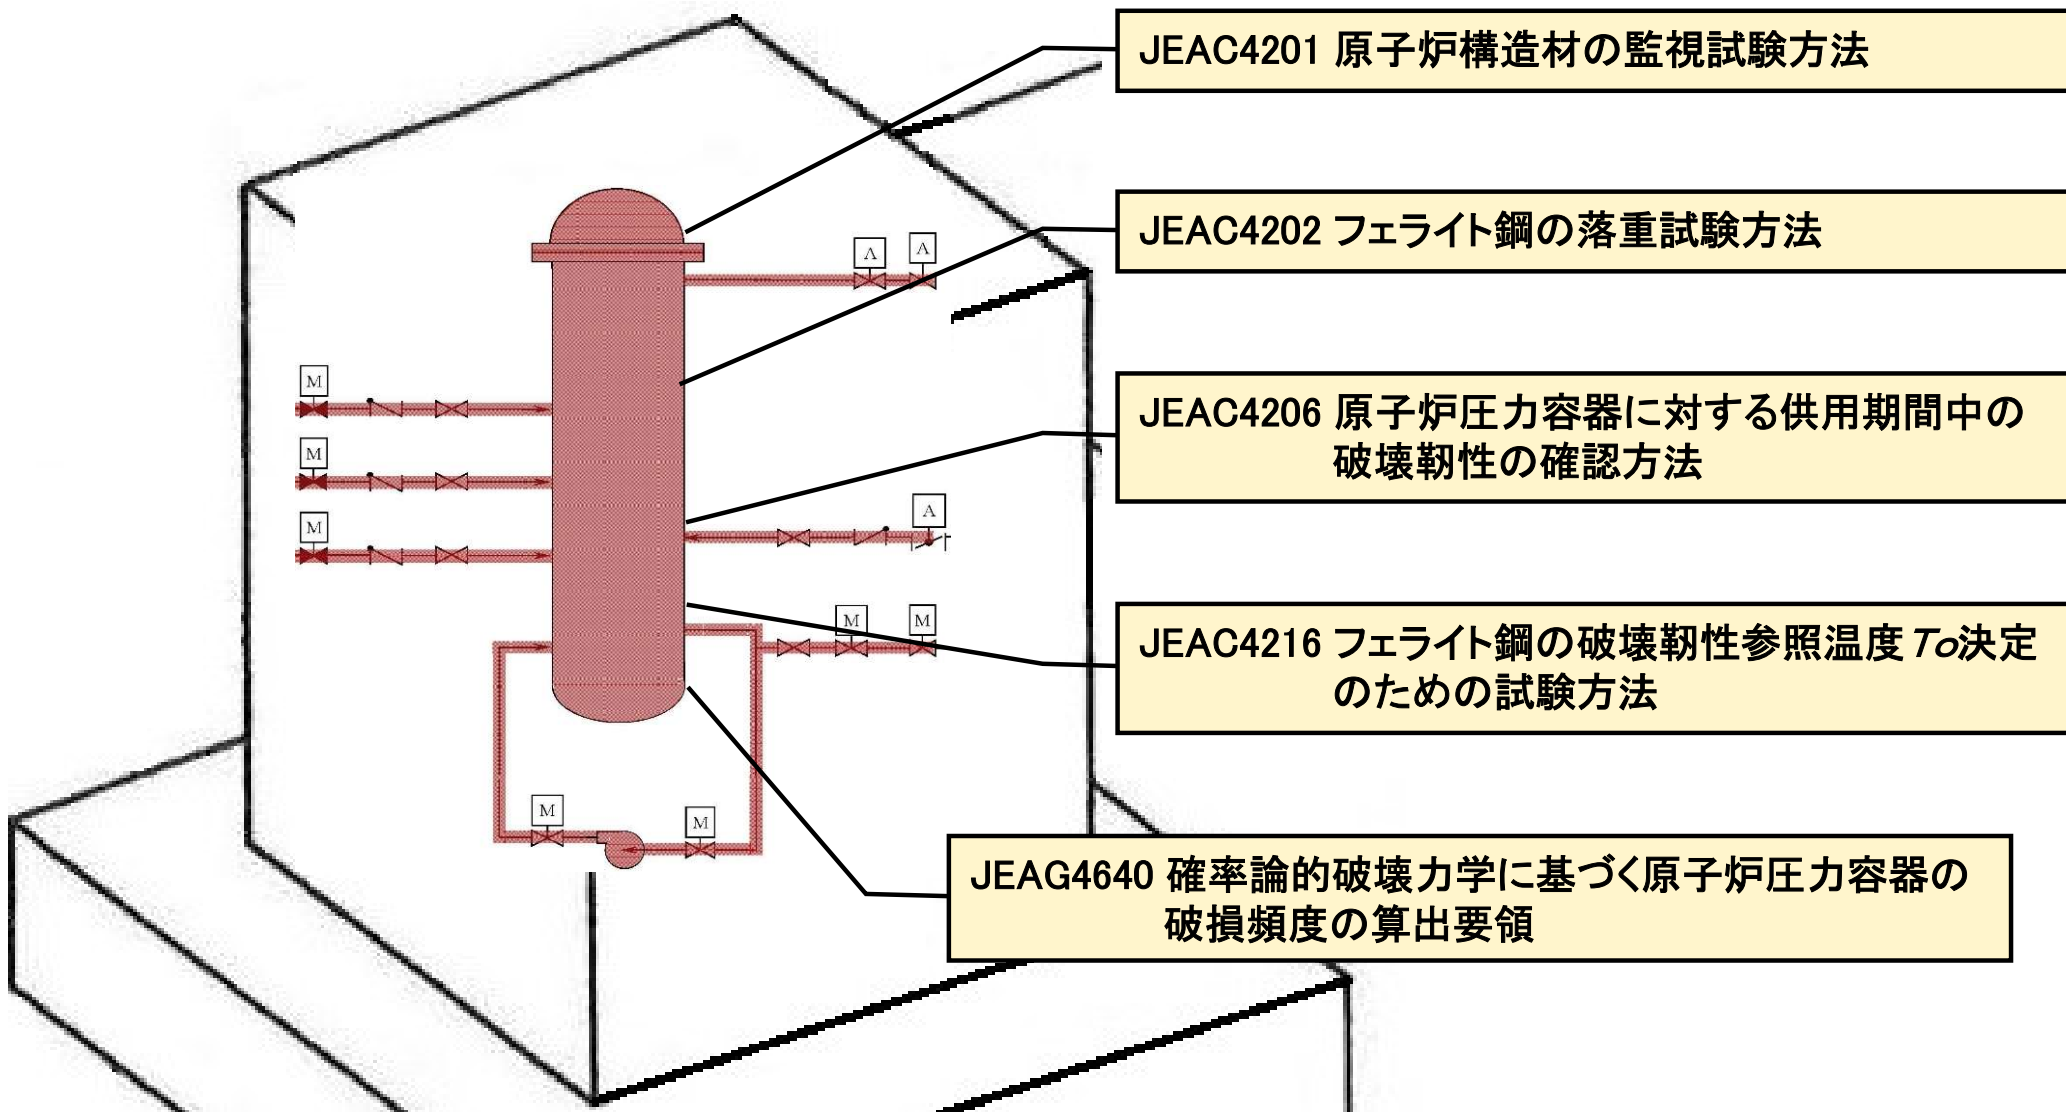 JEAC4201 原子炉構造材の監視試験方法
JEAC4202 フェライト鋼の落重試験方法
A
A
M
JEAC4206 原子炉圧力容器に対する供用期間中の
破壊靭性の確認方法
M
M
A
JEAC4216 フェライト鋼の破壊靭性参照温度To決定
のための試験方法
M
M
M
M
JEAG4640 確率論的破壊力学に基づく原子炉圧力容器の
破損頻度の算出要領